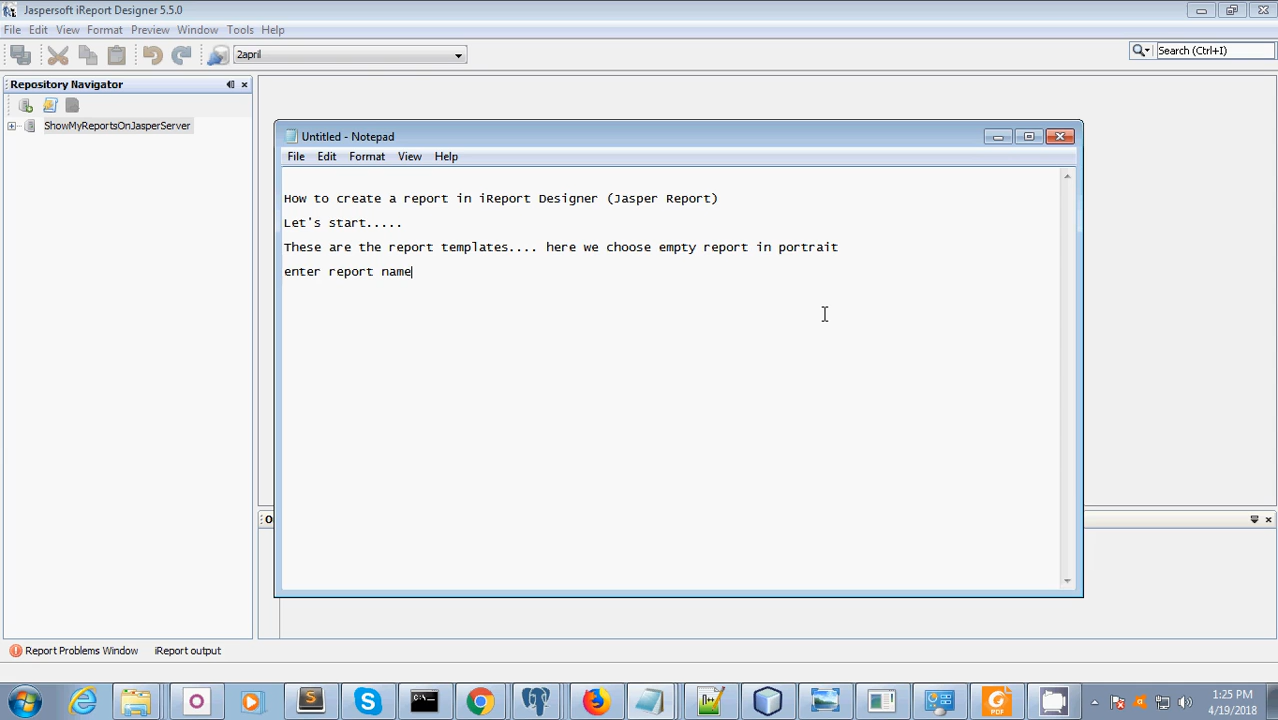 Jaspersoft iReport Designer 5.5.0
File Edit View Format Preview Window Tools Help
2april
Search (Ctrl+I)
Repository Navigator
ShowMyReportsOnJasperServer
Untitled - Notepad
File Edit Format View Help
How to create a report in iReport Designer (Jasper Report)
Let's start.....
These are the report templates.... here we choose empty report in portrait
enter report name
Report Problems Window iReport output
1:25 PM
4/19/2018